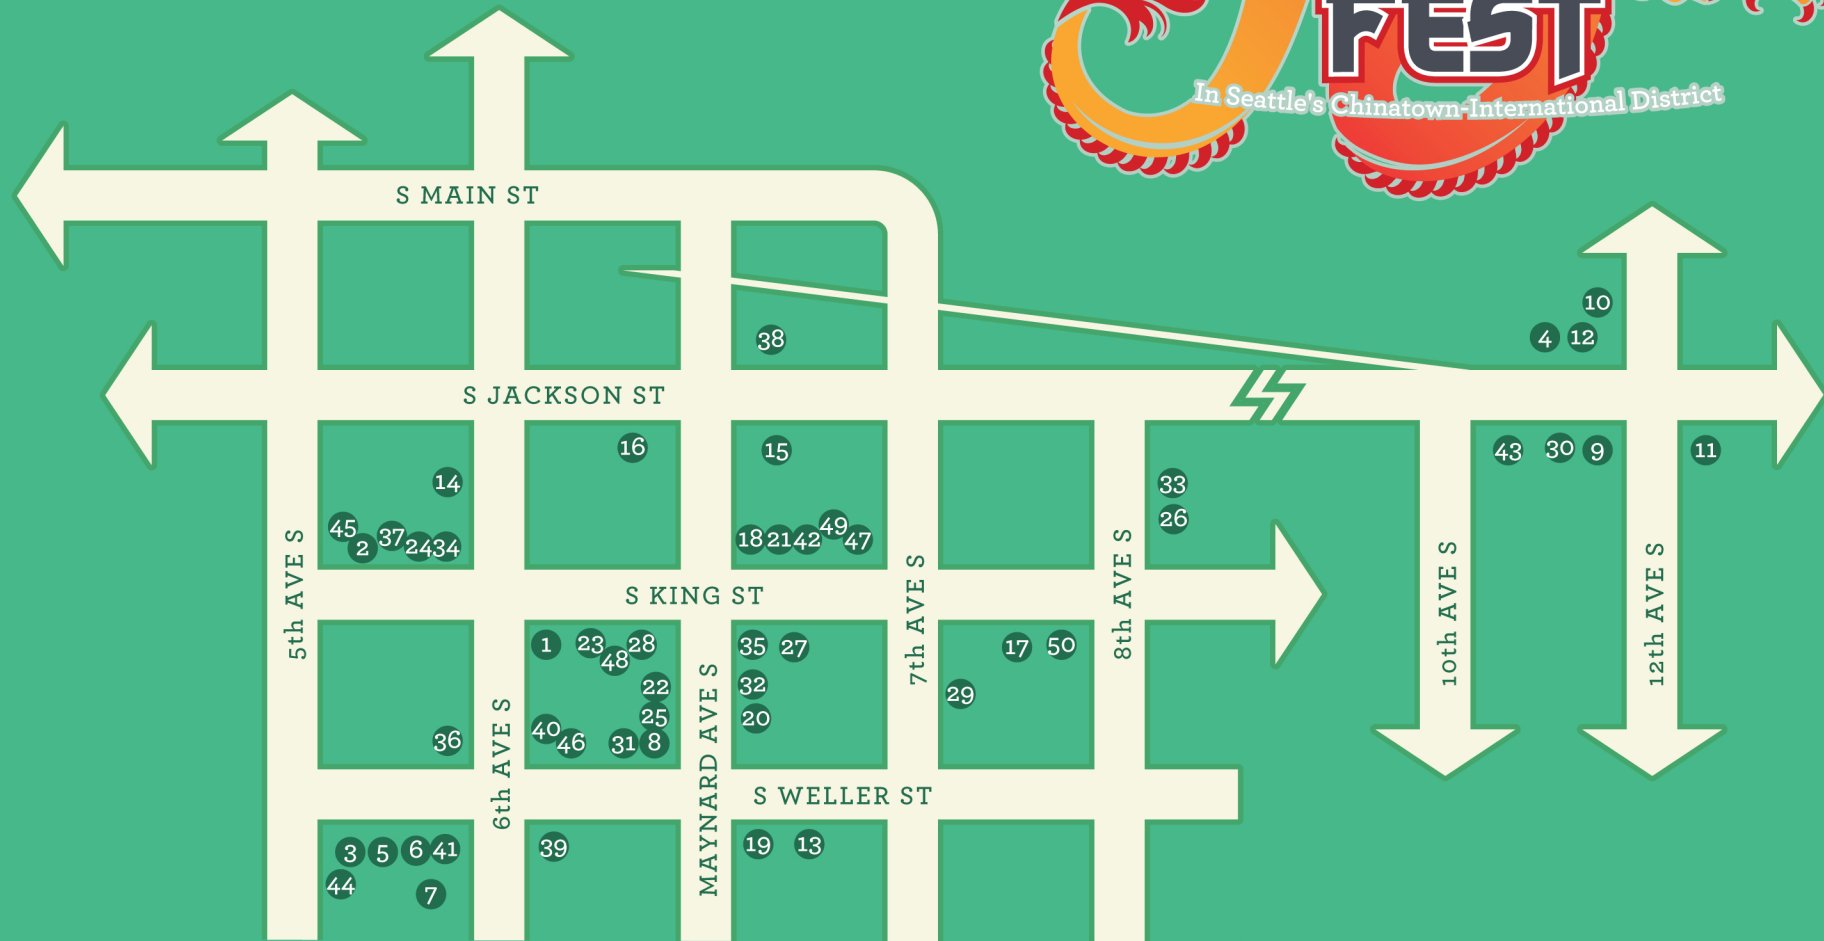 FEST
In Seattle's Chinatown-International District
S MAIN ST
10
38
4 12
S JACKSON ST
16 15 43 30 9 11
14 33
45 2 37 24 34
18 21 42 49 47
26
5th AVE S
S KING ST
7th AVE S
8th AVE S
10th AVE S
12th AVE S
1 23 48 28
35 27
17 50
22
32
29
25
20
36
40 46 31 8
6th AVE S
MAYNARD AVE S
S WELLER ST
3 5 6 41
39
19 13
44
7